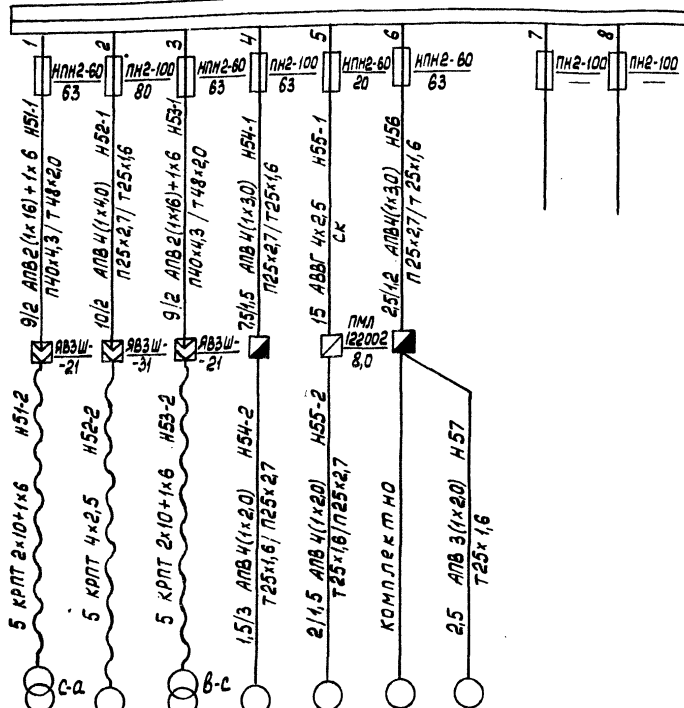 1 2 3 4 5 6 7 8
НПН2-60
63
ПН2-100
80
НПН2-60
63
ПН2-100
63
НПН2-60
20
НПН2-60
63
ПН2-100
—
ПН2-100
—
9/2 АПВ2(1х16)+1х6 Н51-1
П40х4,3/Т48х2,0
10/2 АПВ4(1х4,0) Н52-1
П25х2,7/Т25х1,6
9/2 АПВ2(1х16)+1х6 Н53-1
П40х4,3/Т48х2,0
7,5/1,5 АПВ4(1х3,0) Н54-1
П25х2,7/Т25х1,6
15 АВВГ 4х2,5 Н55-1
СК
2,5/1,2 АПВ4(1х3,0) Н56
П25х2,7/Т25х1,6
ЯВЗШ-
-21
ЯВЗШ-
-31
ЯВЗШ-
-21
ПМЛ
122002
8,0
5 КРПТ 2х10+1х6 Н51-2
5 КРПТ 4х2,5 Н52-2
5 КРПТ 2х10+1х6 Н53-2
1,5/3 АПВ4(1х2,0) Н54-2
Т25х1,6/П25х2,7
2/1,5 АПВ4(1х2,0) Н55-2
Т25х1,6/П25х2,7
КОМПЛЕКТНО
2,5 АПВ 3(1х2,0) Н57
Т25х1,6
С-а
В-С